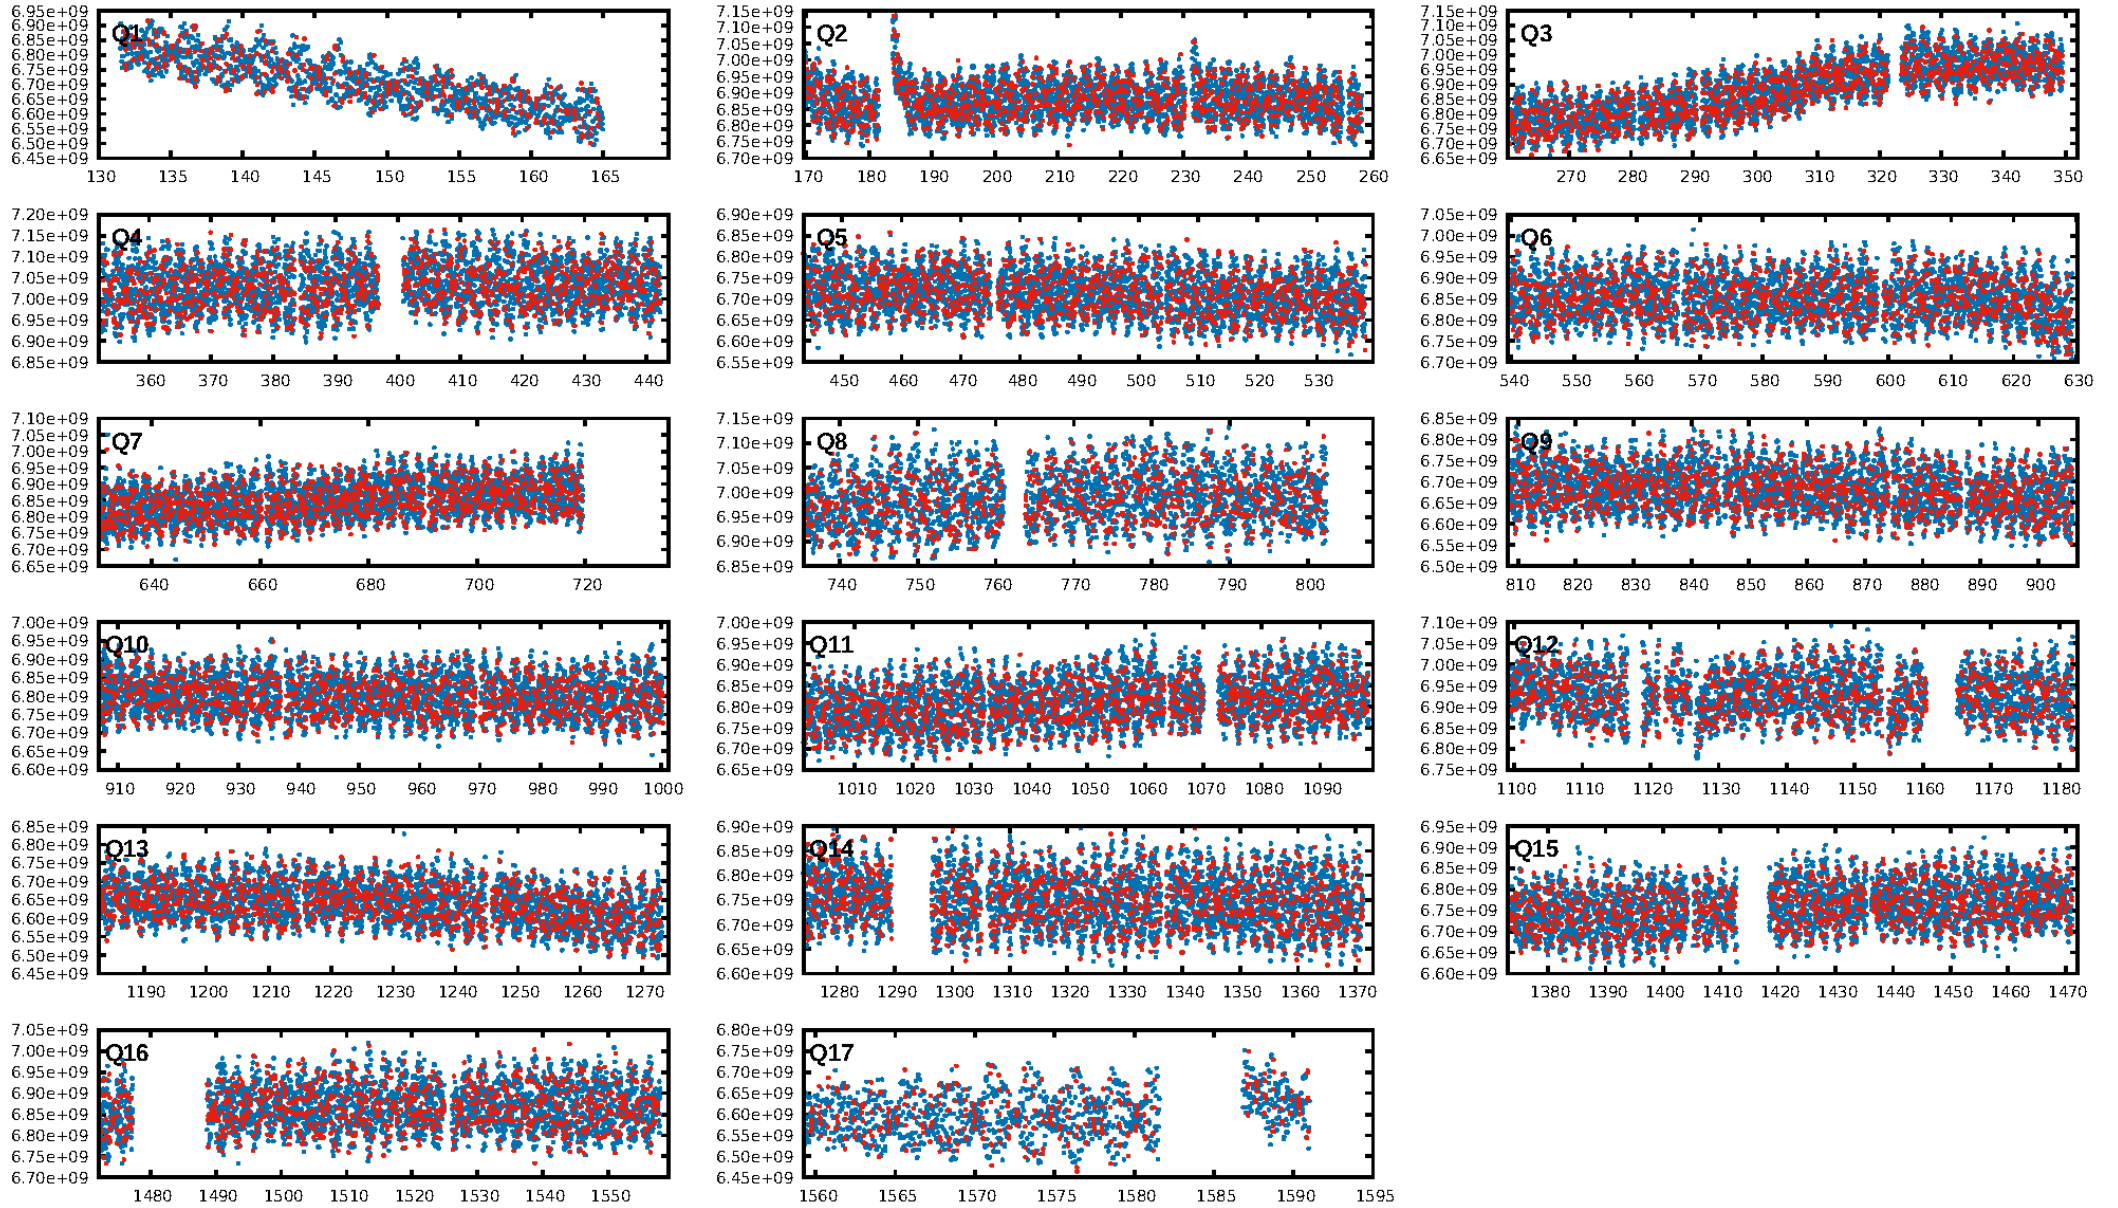 Q1
6.95e+09
6.90e+09
6.85e+09
6.80e+09
6.75e+09
6.70e+09
6.65e+09
6.60e+09
6.55e+09
6.50e+09
6.45e+09
130 135 140 145 150 155 160 165
Q2
7.15e+09
7.10e+09
7.05e+09
7.00e+09
6.95e+09
6.90e+09
6.85e+09
6.80e+09
6.75e+09
6.70e+09
170 180 190 200 210 220 230 240 250 260
Q3
7.15e+09
7.10e+09
7.05e+09
7.00e+09
6.95e+09
6.90e+09
6.85e+09
6.80e+09
6.75e+09
6.70e+09
6.65e+09
270 280 290 300 310 320 330 340 350
Q4
7.20e+09
7.15e+09
7.10e+09
7.05e+09
7.00e+09
6.95e+09
6.90e+09
6.85e+09
360 370 380 390 400 410 420 430 440
Q5
6.90e+09
6.85e+09
6.80e+09
6.75e+09
6.70e+09
6.65e+09
6.60e+09
6.55e+09
450 460 470 480 490 500 510 520 530
Q6
7.05e+09
7.00e+09
6.95e+09
6.90e+09
6.85e+09
6.80e+09
6.75e+09
6.70e+09
540 550 560 570 580 590 600 610 620 630
Q7
7.10e+09
7.05e+09
7.00e+09
6.95e+09
6.90e+09
6.85e+09
6.80e+09
6.75e+09
6.70e+09
6.65e+09
640 660 680 700 720
Q8
7.15e+09
7.10e+09
7.05e+09
7.00e+09
6.95e+09
6.90e+09
6.85e+09
740 750 760 770 780 790 800
Q9
6.85e+09
6.80e+09
6.75e+09
6.70e+09
6.65e+09
6.60e+09
6.55e+09
6.50e+09
810 820 830 840 850 860 870 880 890 900
Q10
7.00e+09
6.95e+09
6.90e+09
6.85e+09
6.80e+09
6.75e+09
6.70e+09
6.65e+09
6.60e+09
910 920 930 940 950 960 970 980 990 1000
Q11
7.00e+09
6.95e+09
6.90e+09
6.85e+09
6.80e+09
6.75e+09
6.70e+09
6.65e+09
1010 1020 1030 1040 1050 1060 1070 1080 1090
Q12
7.10e+09
7.05e+09
7.00e+09
6.95e+09
6.90e+09
6.85e+09
6.80e+09
6.75e+09
1100 1110 1120 1130 1140 1150 1160 1170 1180
Q13
6.85e+09
6.80e+09
6.75e+09
6.70e+09
6.65e+09
6.60e+09
6.55e+09
6.50e+09
6.45e+09
1190 1200 1210 1220 1230 1240 1250 1260 1270
Q14
6.90e+09
6.85e+09
6.80e+09
6.75e+09
6.70e+09
6.65e+09
6.60e+09
1280 1290 1300 1310 1320 1330 1340 1350 1360 1370
Q15
6.95e+09
6.90e+09
6.85e+09
6.80e+09
6.75e+09
6.70e+09
6.65e+09
6.60e+09
1380 1390 1400 1410 1420 1430 1440 1450 1460 1470
Q16
7.05e+09
7.00e+09
6.95e+09
6.90e+09
6.85e+09
6.80e+09
6.75e+09
6.70e+09
1480 1490 1500 1510 1520 1530 1540 1550
Q17
6.80e+09
6.75e+09
6.70e+09
6.65e+09
6.60e+09
6.55e+09
6.50e+09
6.45e+09
1560 1565 1570 1575 1580 1585 1590 1595